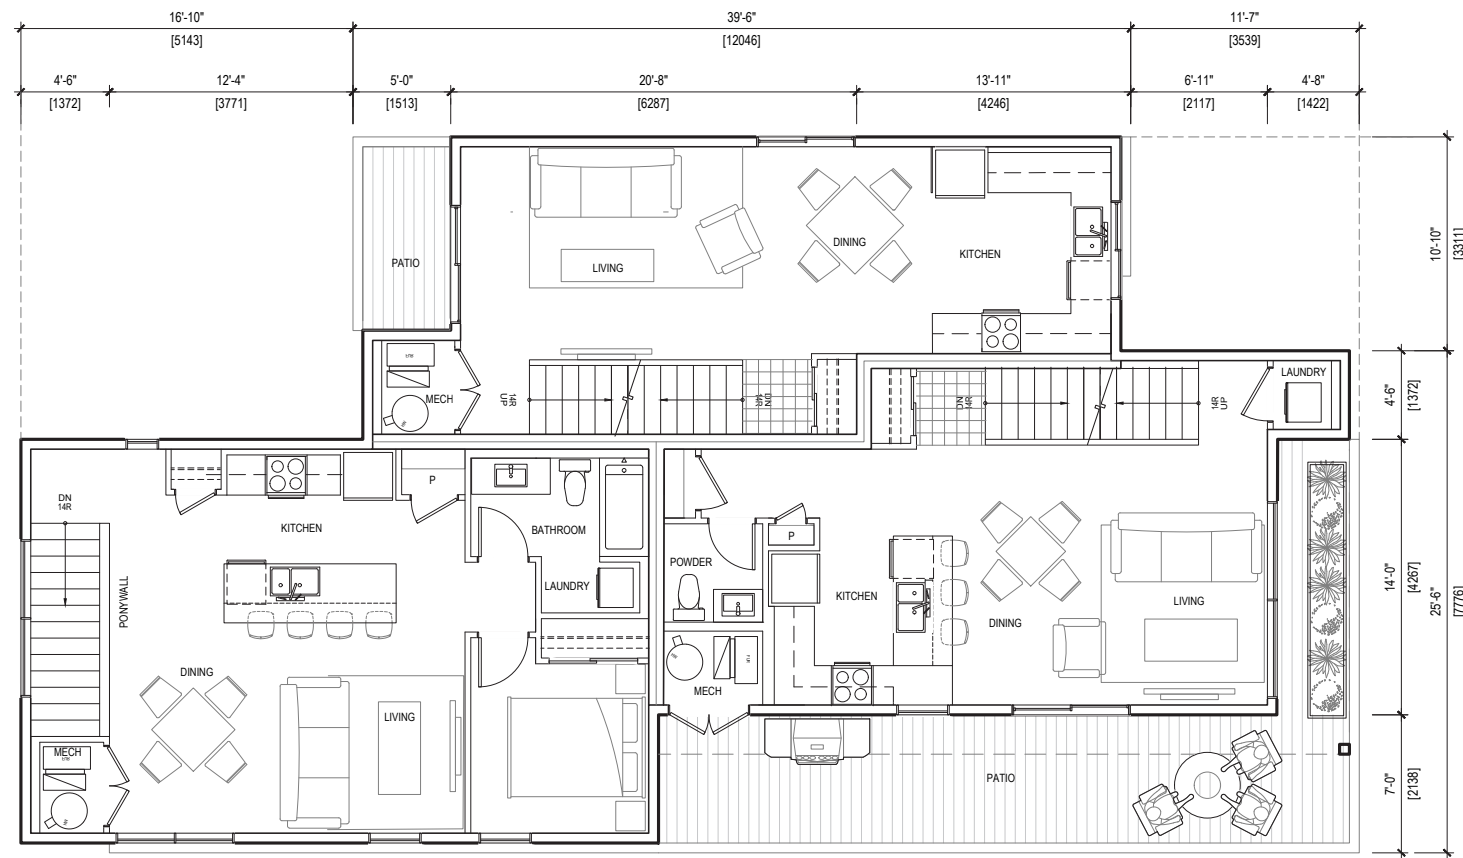 16'-10"
[5143]
39'-6"
[12046]
11'-7"
[3539]
4'-6"
[1372]
12'-4"
[3771]
5'-0"
[1513]
20'-8"
[6287]
13'-11"
[4246]
6'-11"
[2117]
4'-8"
[1422]
10'-10"
[3311]
4'-6"
[1372]
14'-0"
[4267]
25'-6"
[7776]
7'-0"
[2138]
PATIO
LIVING
DINING
KITCHEN
MECH
14R
UP
DN
14R
DN
14R
14R
UP
LAUNDRY
DN
14R
PONYWALL
KITCHEN
P
BATHROOM
LAUNDRY
DINING
LIVING
MECH
POWDER
P
KITCHEN
DINING
LIVING
MECH
PATIO